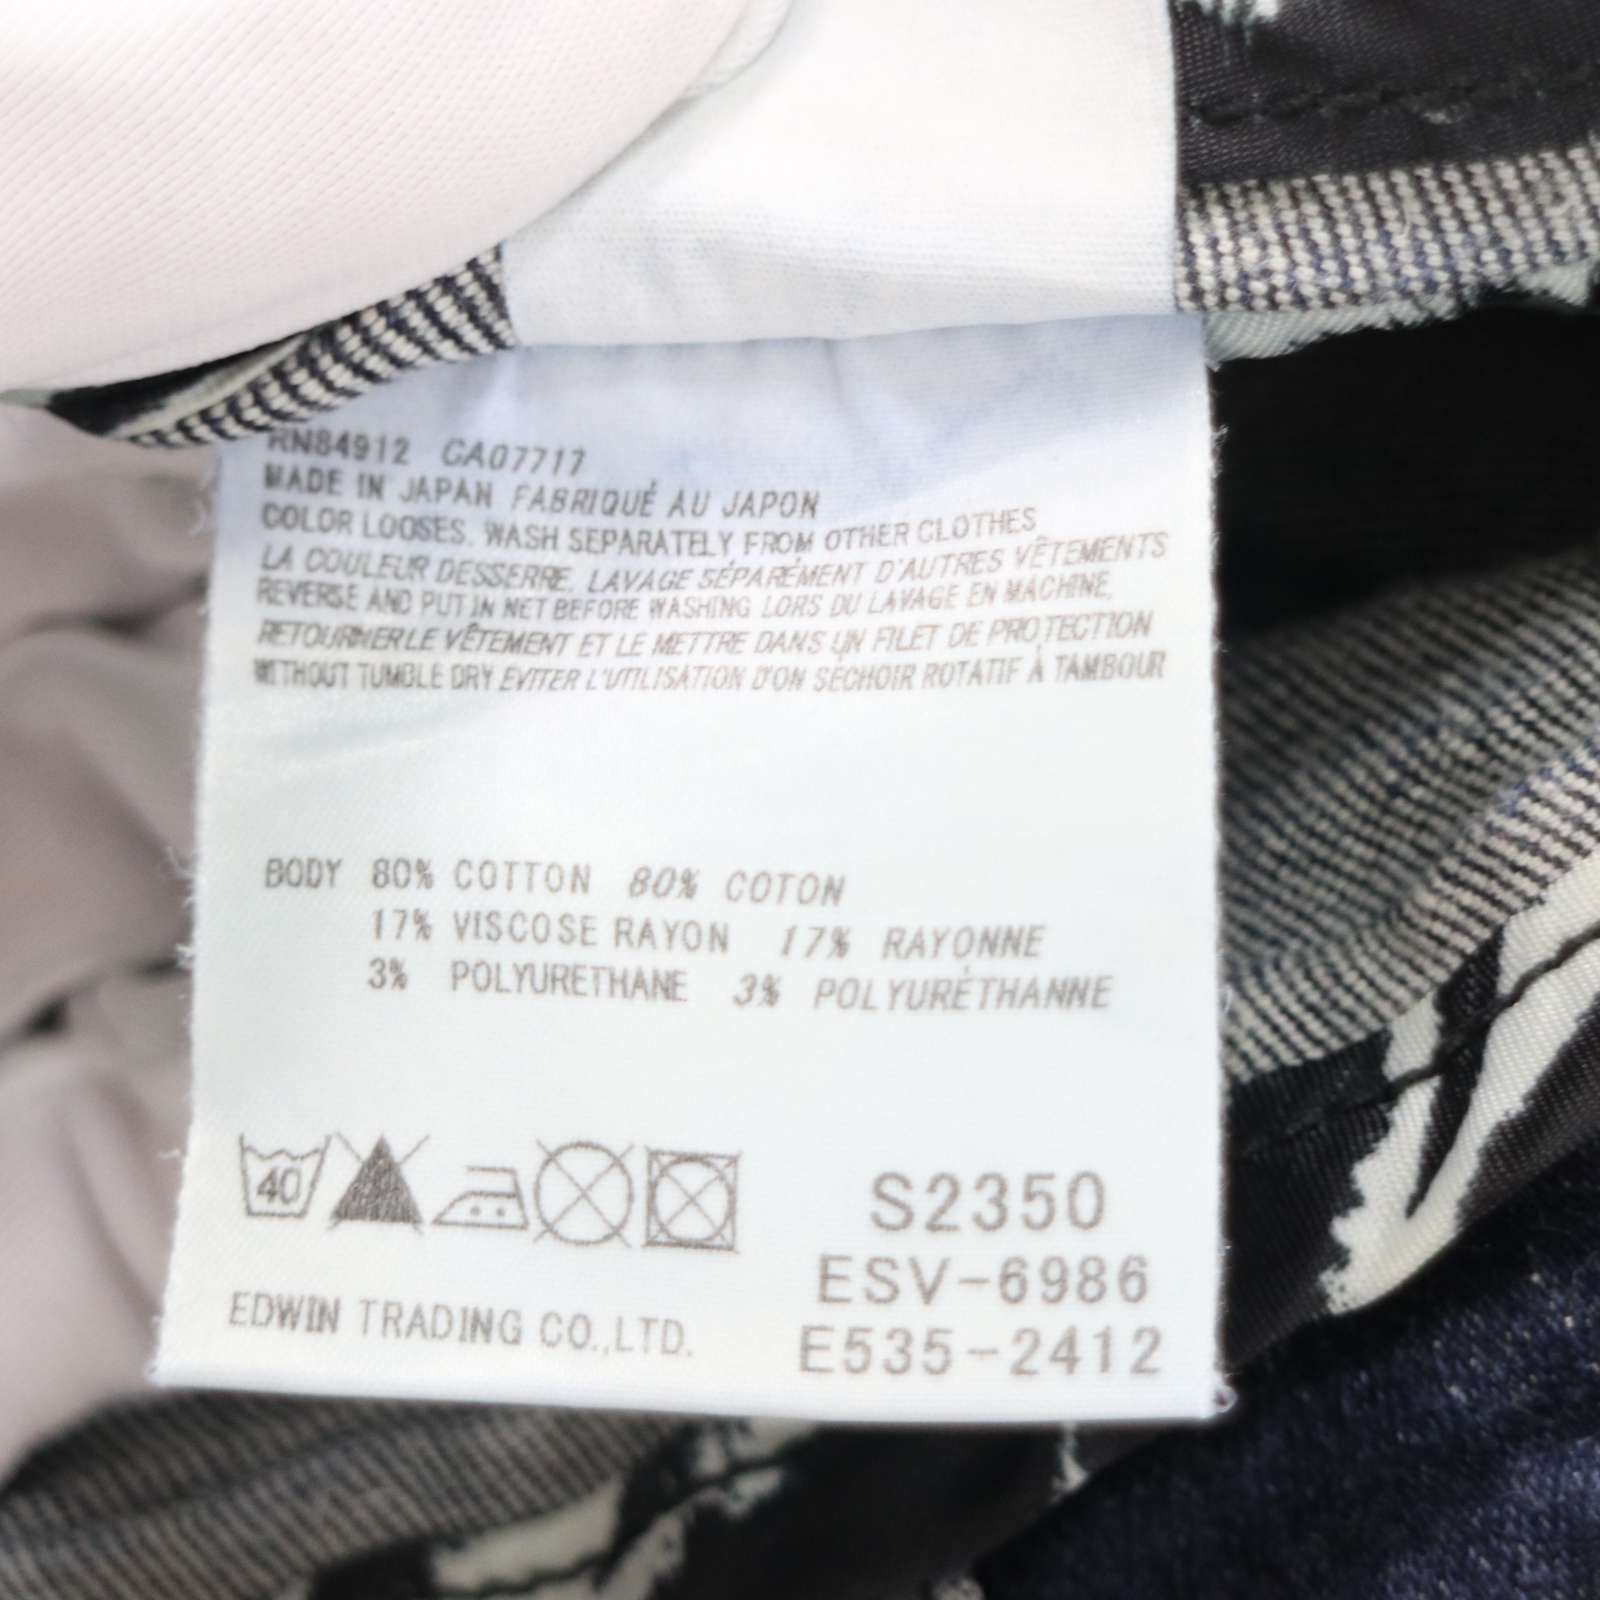 RN84912 CA07717
MADE IN JAPAN FABRIQUÉ AU JAPON
COLOR LOOSES. WASH SEPARATELY FROM OTHER CLOTHES
LA COULEUR DESSERRE. LAVAGE SÉPARÉMENT D'AUTRES VÊTEMENTS
REVERSE AND PUT IN NET BEFORE WASHING LORS DU LAVAGE EN MACHINE,
RETOURNER LE VÊTEMENT ET LE METTRE DANS UN FILET DE PROTECTION
WITHOUT TUMBLE DRY EVITER L'UTILISATION D'ON SÉCHOIR ROTATIF À TAMBOUR
BODY 80% COTTON 80% COTON
17% VISCOSE RAYON 17% RAYONNE
3% POLYURETHANE 3% POLYURÉTHANNE
40
S2350
ESV-6986
EDWIN TRADING CO.,LTD.
E535-2412